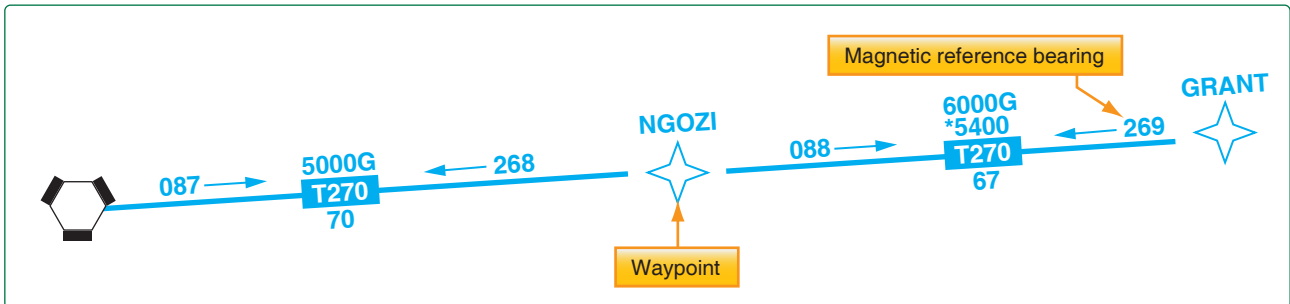 Magnetic reference bearing
GRANT
NGOZI
6000G
*5400
269
088
T270
5000G
268
087
T270
67
70
Waypoint